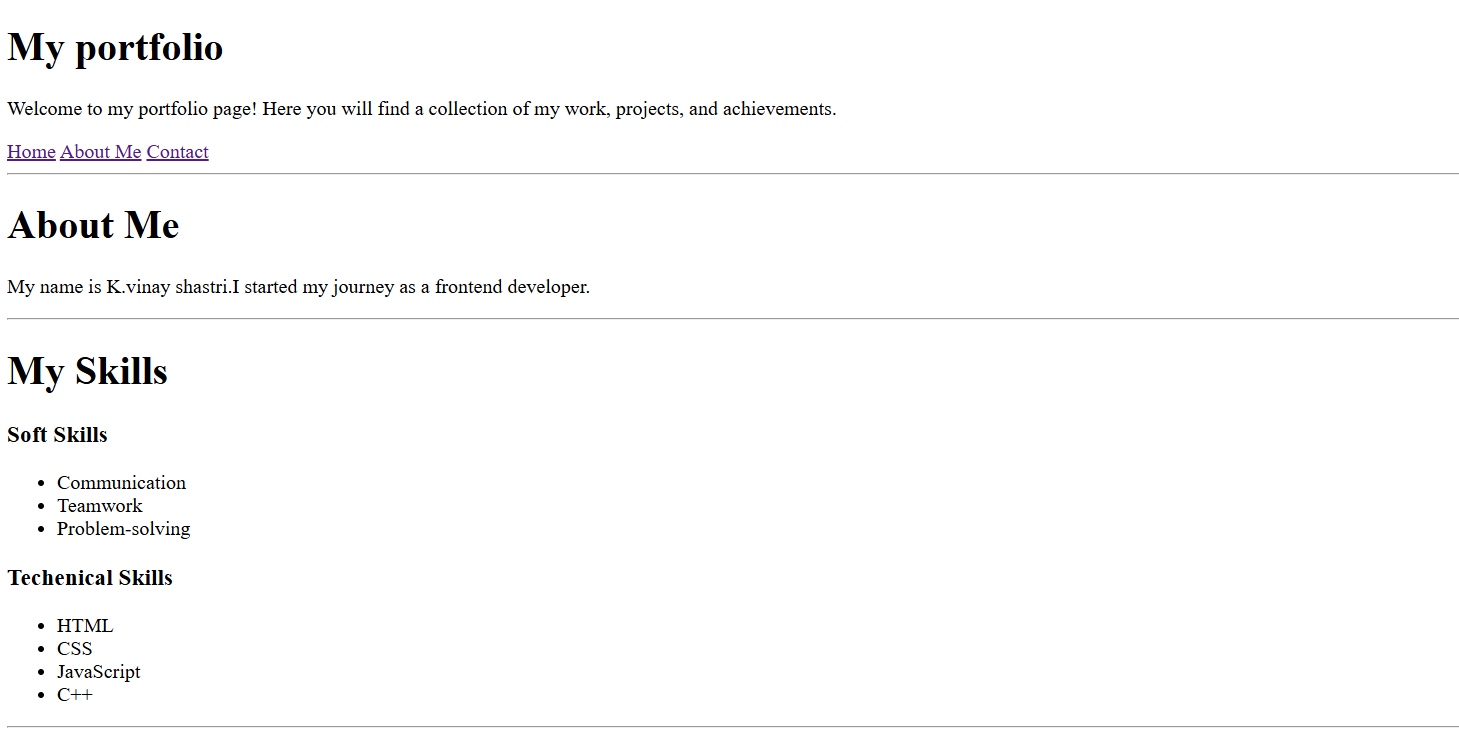 My portfolio
Welcome to my portfolio page! Here you will find a collection of my work, projects, and achievements.
Home About Me Contact
About Me
My name is K.vinay shastri.I started my journey as a frontend developer.
My Skills
Soft Skills
Communication
Teamwork
Problem-solving
Techenical Skills
HTML
CSS
JavaScript
C++